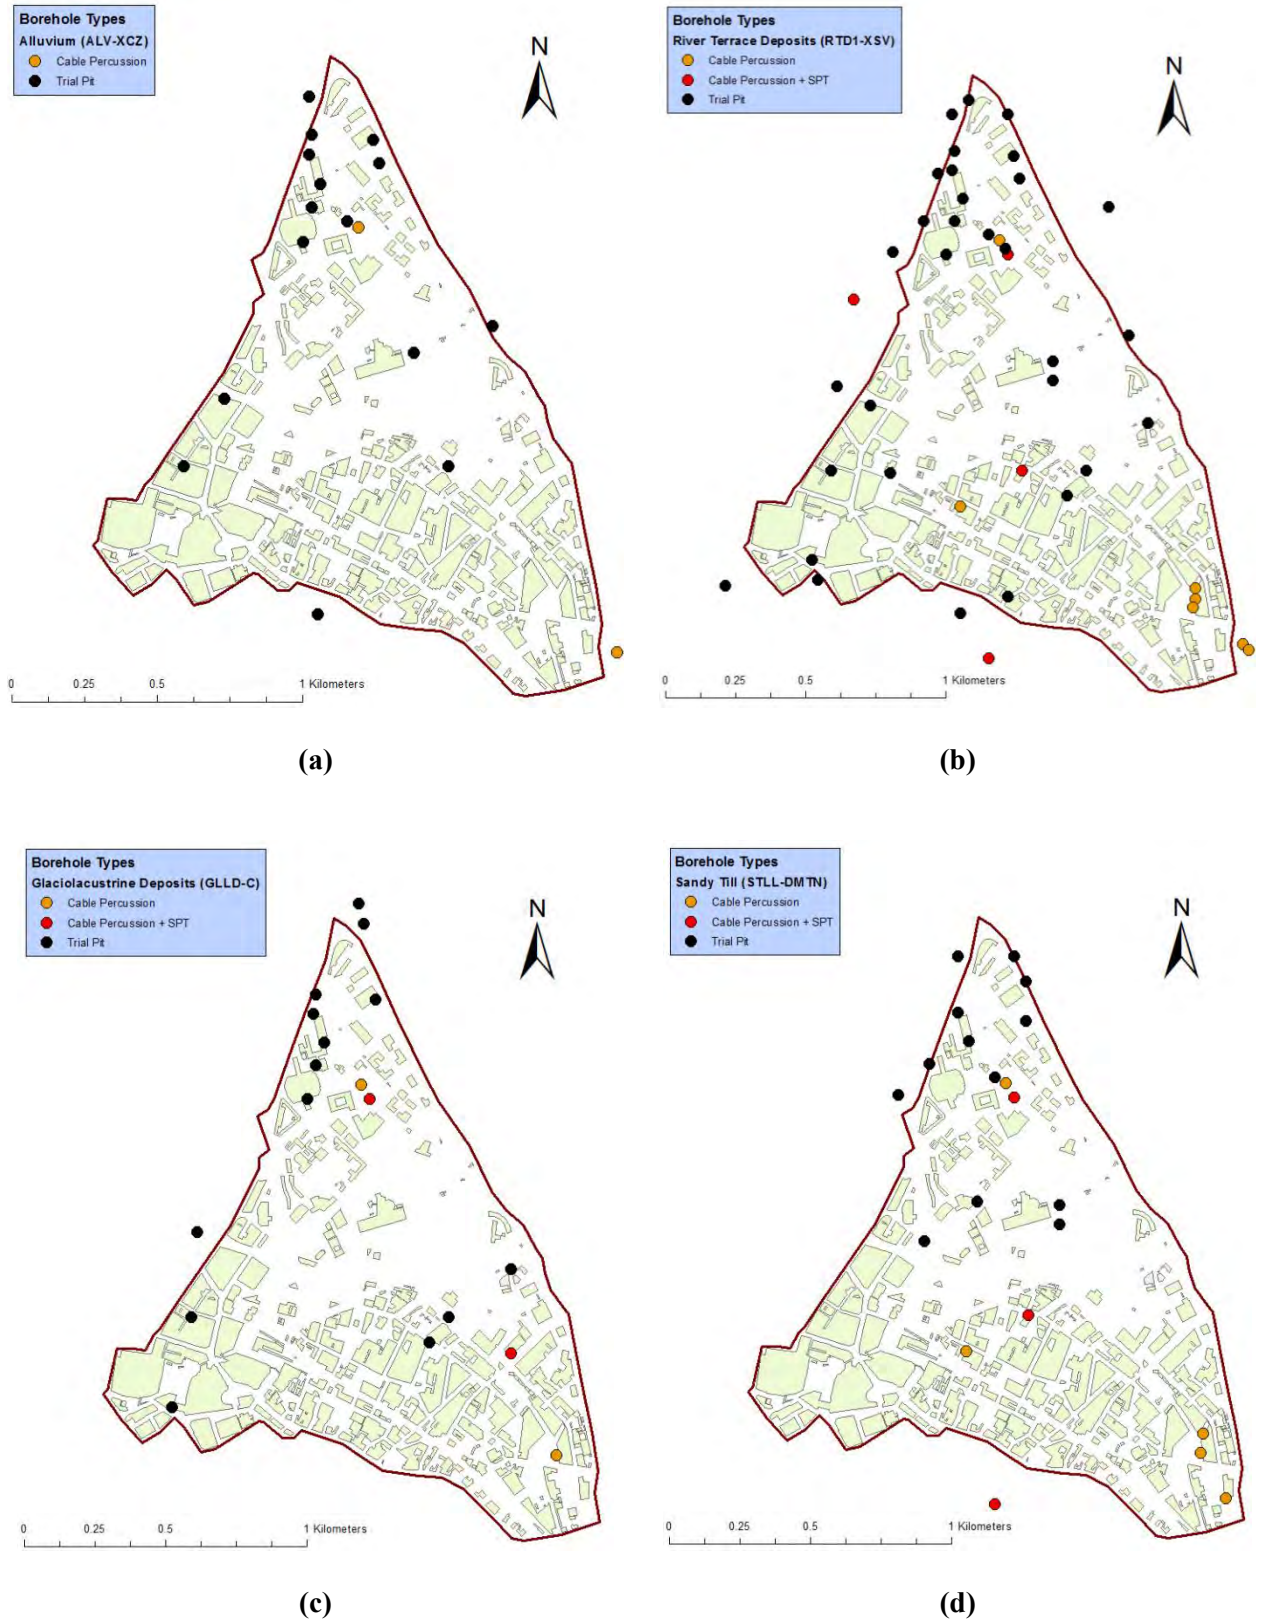 Borehole Types
Alluvium (ALV-XCZ)
Cable Percussion
Trial Pit
N
0 0.25 0.5 1 Kilometers
(a)
Borehole Types
River Terrace Deposits (RTD1-XSV)
Cable Percussion
Cable Percussion + SPT
Trial Pit
N
0 0.25 0.5 1 Kilometers
(b)
Borehole Types
Glaciolacustrine Deposits (GLLD-C)
Cable Percussion
Cable Percussion + SPT
Trial Pit
N
0 0.25 0.5 1 Kilometers
(c)
Borehole Types
Sandy Till (STLL-DMTN)
Cable Percussion
Cable Percussion + SPT
Trial Pit
N
0 0.25 0.5 1 Kilometers
(d)